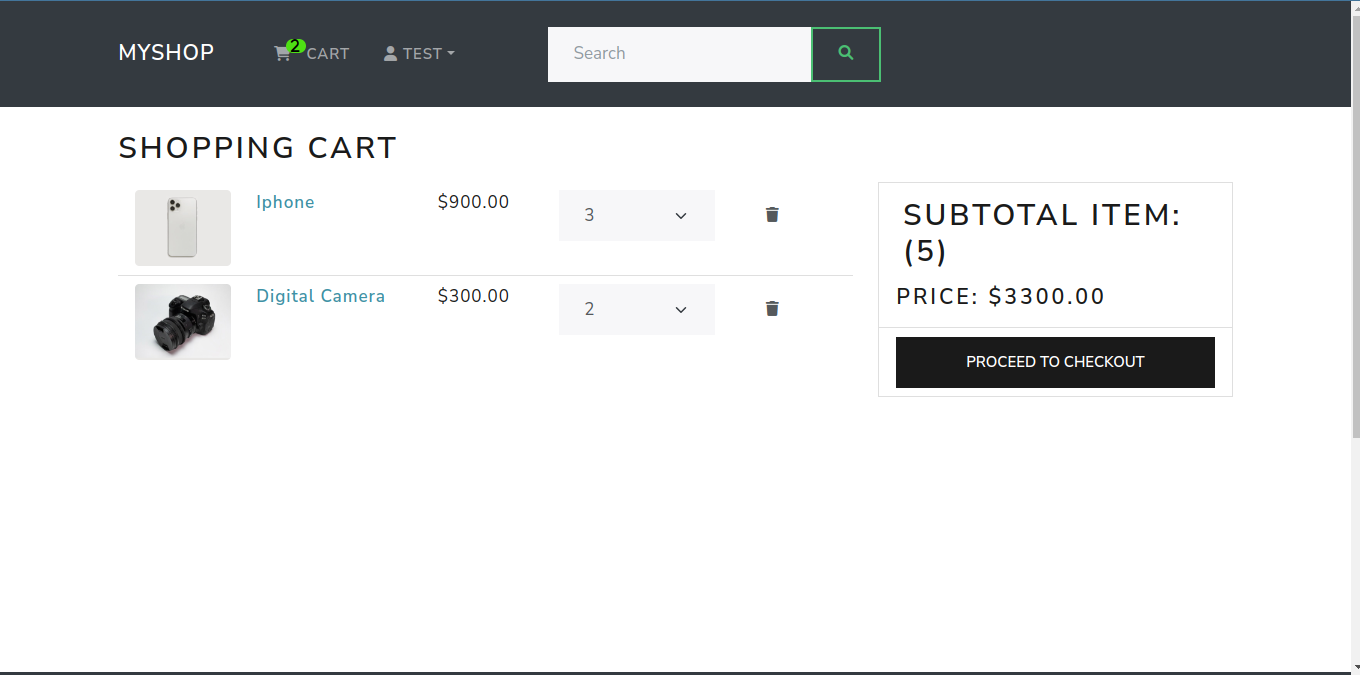 MYSHOP
2 CART
TEST
Search
SHOPPING CART
Iphone $900.00 3
Digital Camera $300.00 2
SUBTOTAL ITEM:
(5)
PRICE: $3300.00
PROCEED TO CHECKOUT